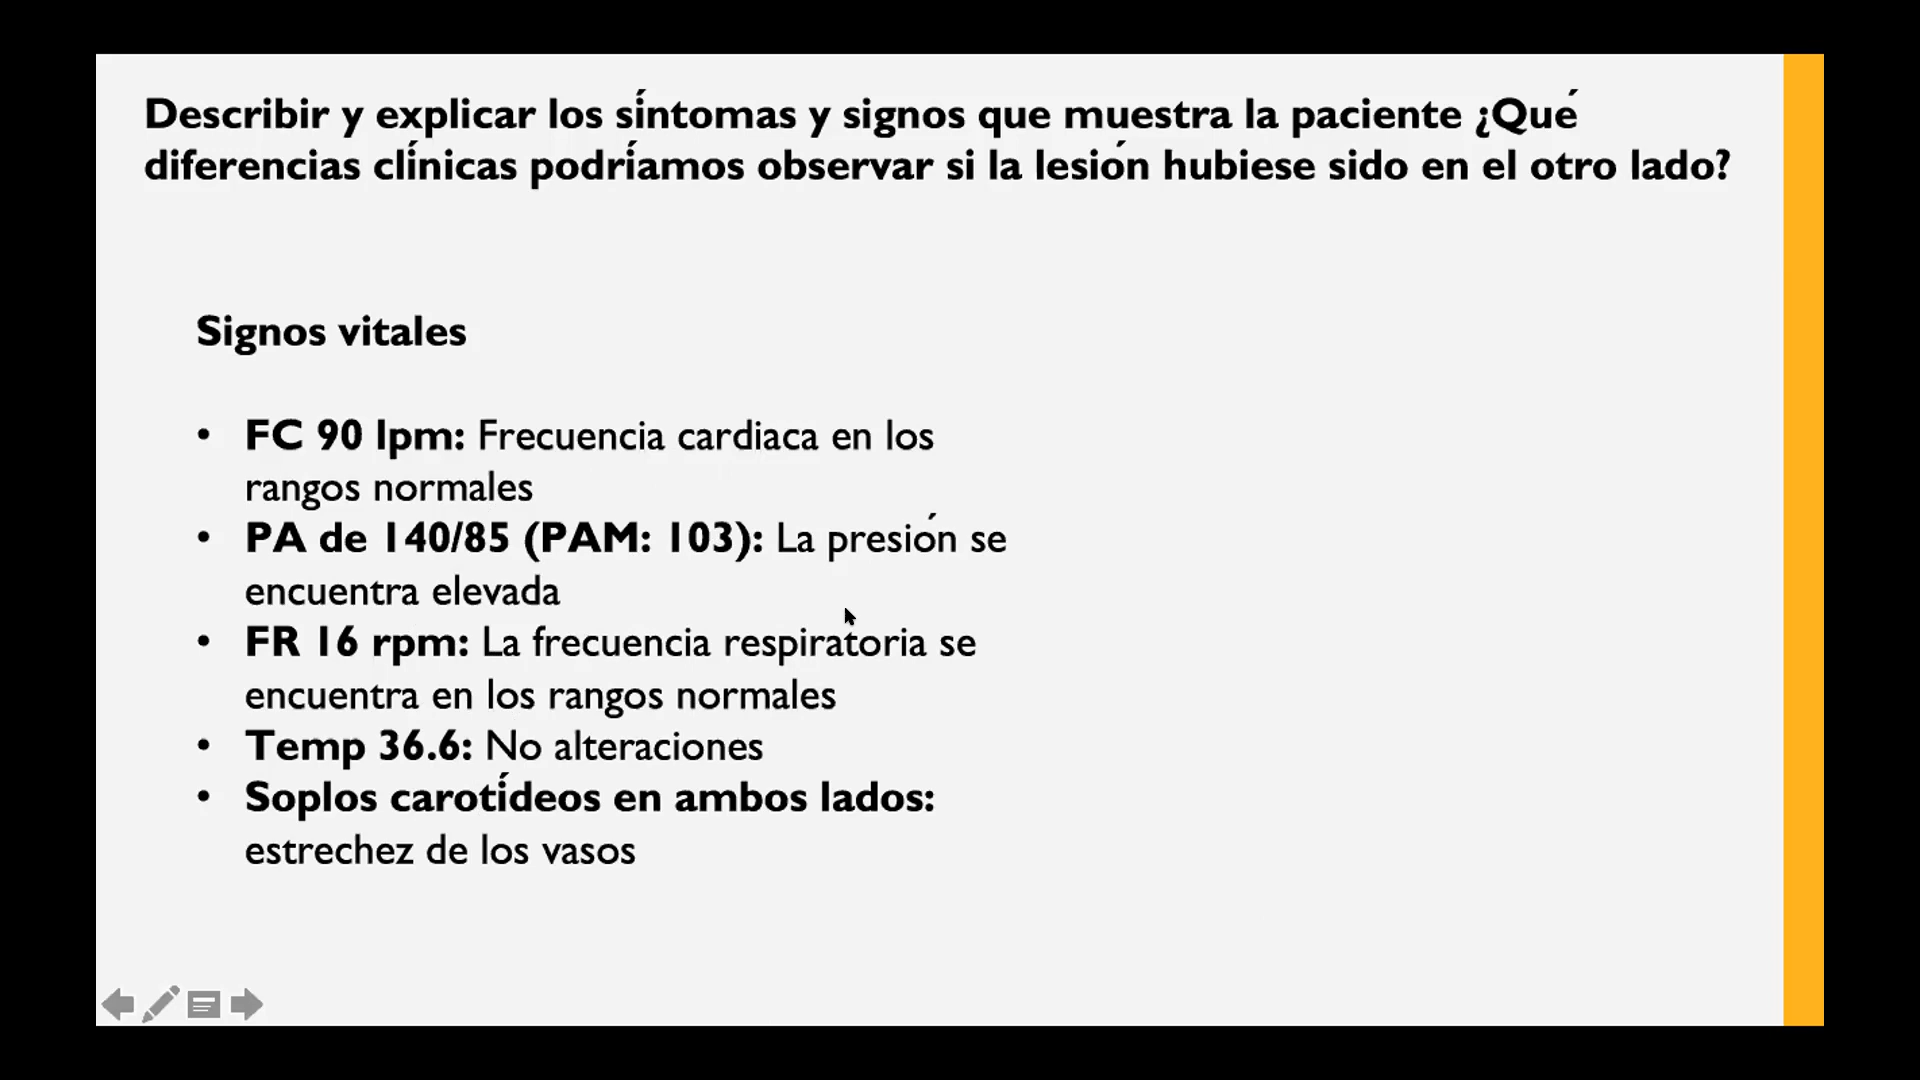 Describir y explicar los síntomas y signos que muestra la paciente ¿Qué
diferencias clínicas podríamos observar si la lesión hubiese sido en el otro lado?
Signos vitales
• FC 90 lpm: Frecuencia cardiaca en los
rangos normales
• PA de 140/85 (PAM: 103): La presión se
encuentra elevada
• FR 16 rpm: La frecuencia respiratoria se
encuentra en los rangos normales
• Temp 36.6: No alteraciones
• Soplos carotídeos en ambos lados:
estrechez de los vasos